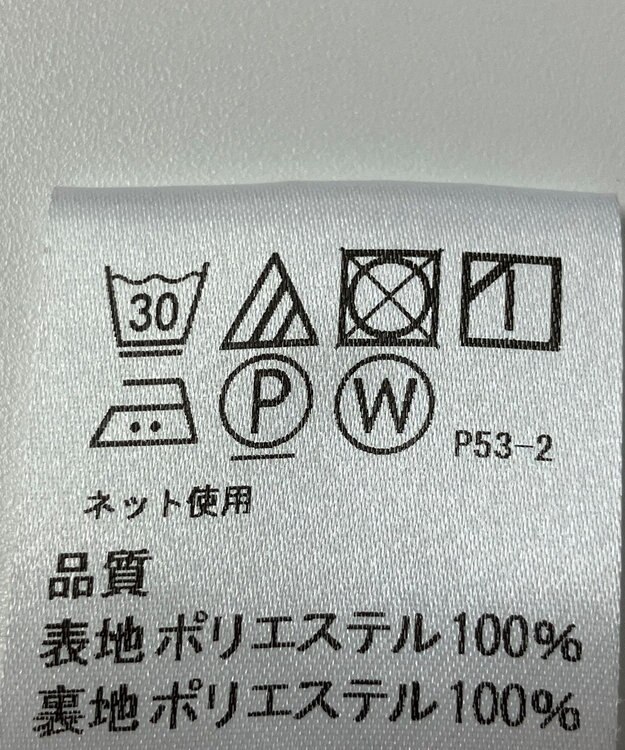 30
P W P53-2
ネット使用
品質
表地ポリエステル100%
裏地ポリエステル100%